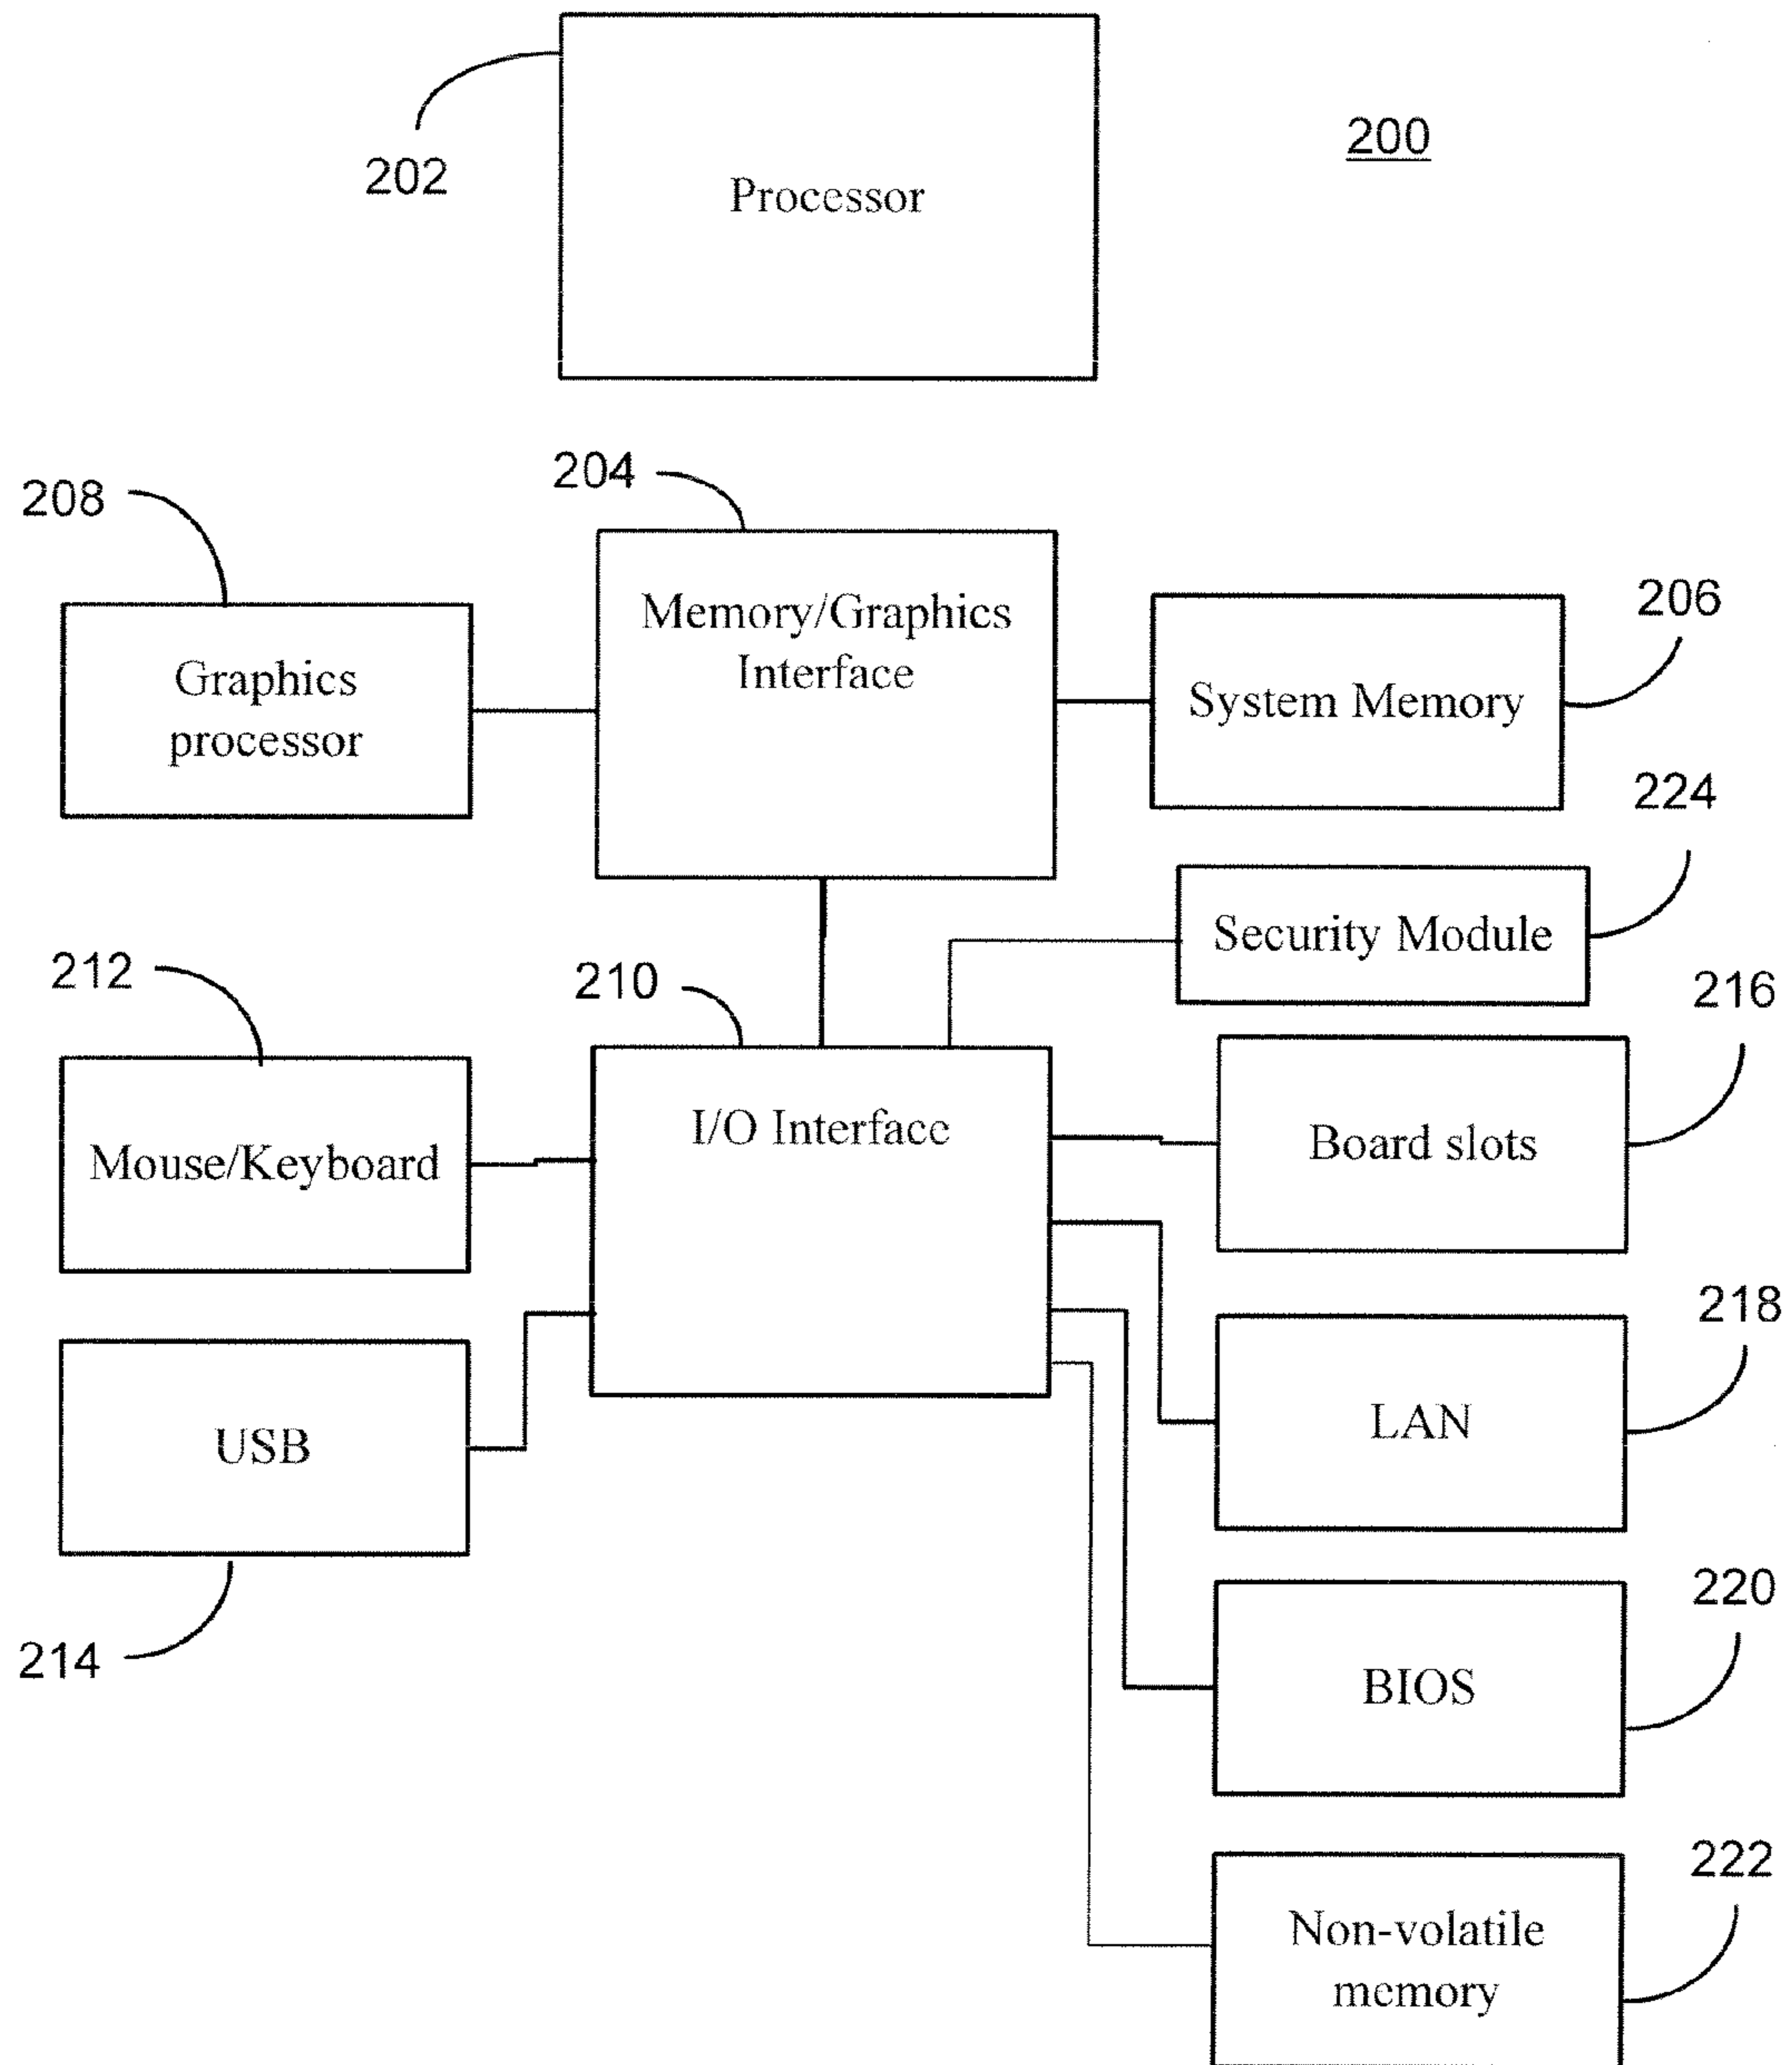 200
202
Processor
204
208
Memory/Graphics
Interface
206
Graphics
processor
System Memory
224
Security Module
212
210
216
Mouse/Keyboard
I/O Interface
Board slots
218
USB
LAN
214
220
BIOS
222
Non-volatile
memory